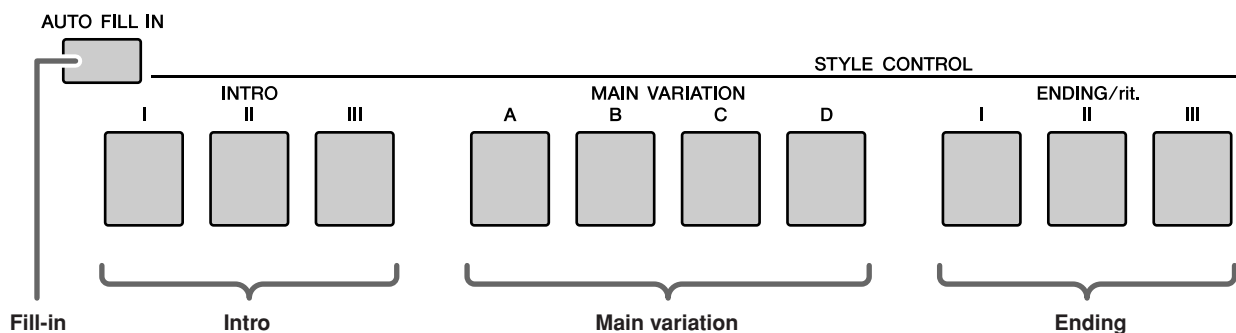 AUTO FILL IN
STYLE CONTROL
INTRO
MAIN VARIATION
ENDING/rit.
I II III A B C D I II III
Fill-in Intro Main variation Ending